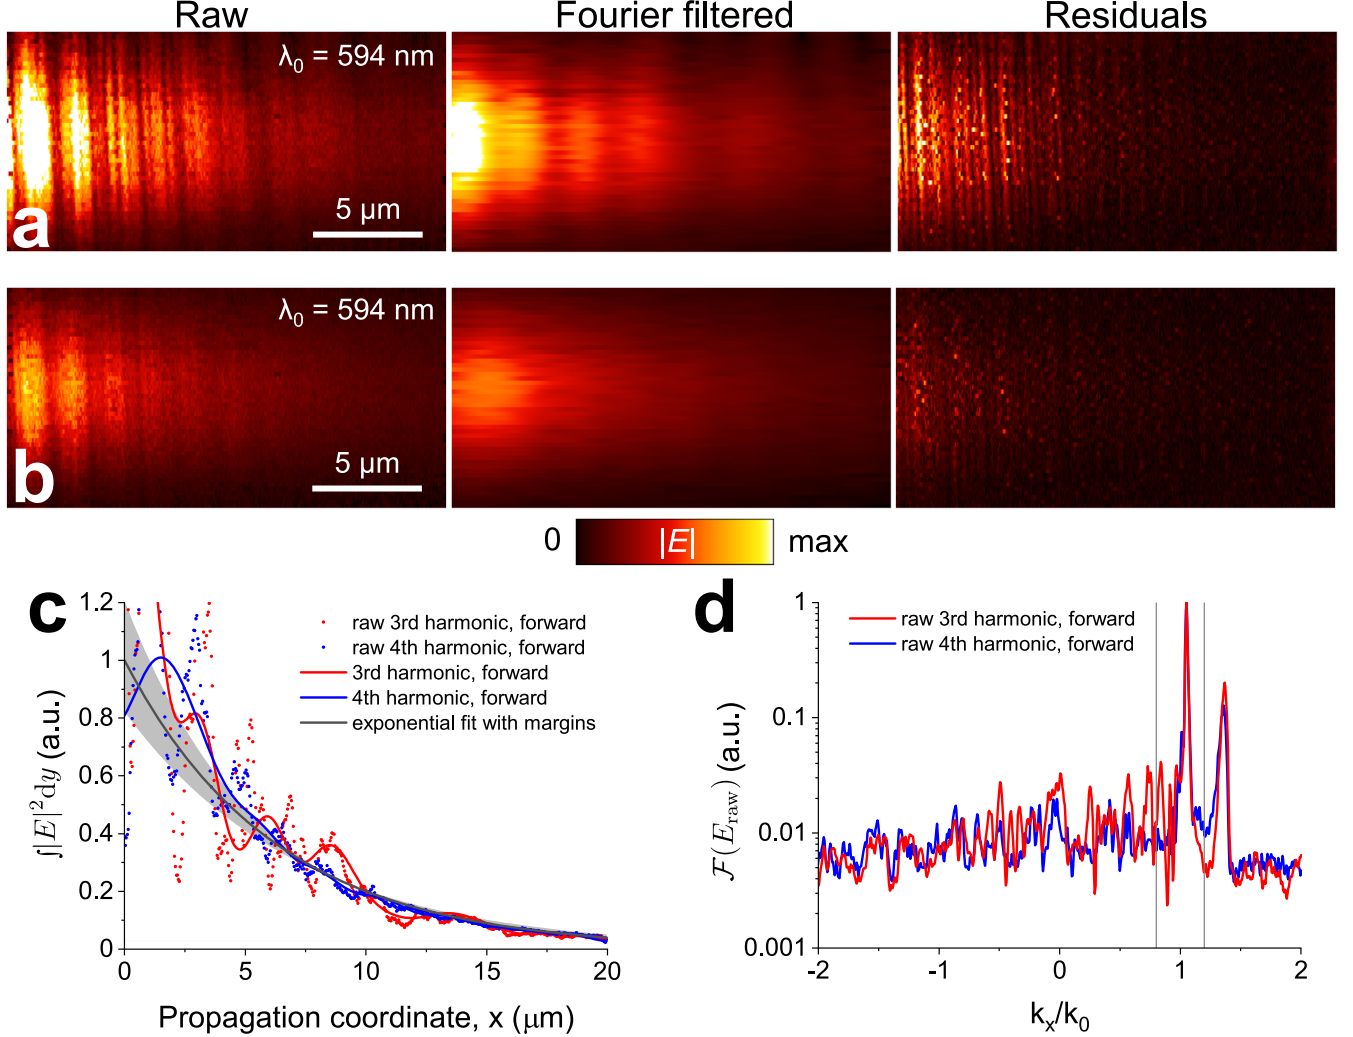 Raw Fourier filtered Residuals
λ₀ = 594 nm
5 μm
a
λ₀ = 594 nm
5 μm
b
0 |E| max
c
1.2
1
0.8
0.6
0.4
0.2
0
0 5 10 15 20
∫|E|²dy (a.u.)
Propagation coordinate, x (μm)
raw 3rd harmonic, forward
raw 4th harmonic, forward
3rd harmonic, forward
4th harmonic, forward
exponential fit with margins
d
1
0.1
0.01
0.001
-2 -1 0 1 2
ℱ(E_raw) (a.u.)
kₓ/k₀
raw 3rd harmonic, forward
raw 4th harmonic, forward